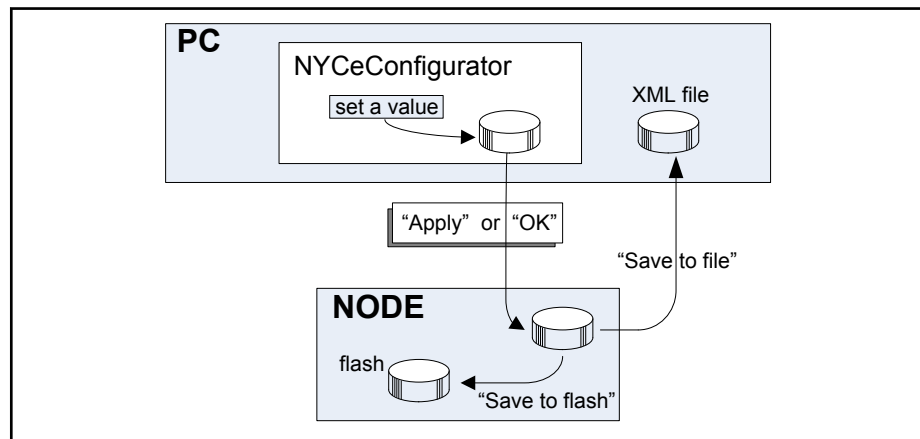 PC
NYCeConfigurator
set a value
XML file
“Apply” or “OK”
“Save to file”
NODE
flash
“Save to flash”